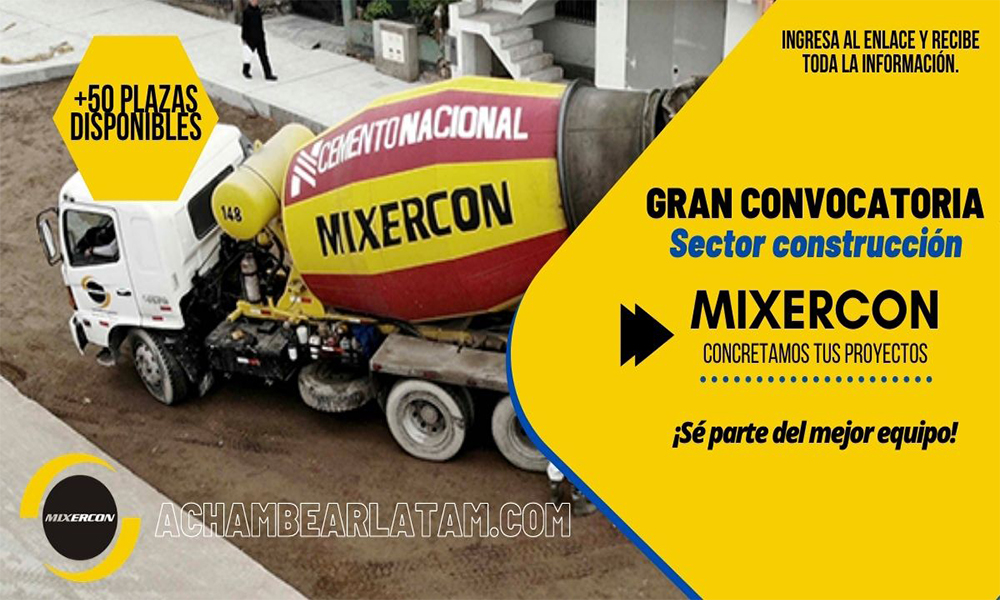 +50 PLAZAS
DISPONIBLES
INGRESA AL ENLACE Y RECIBE
TODA LA INFORMACIÓN.
CEMENTO NACIONAL
MIXERCON
148
GRAN CONVOCATORIA
Sector construcción
MIXERCON
CONCRETAMOS TUS PROYECTOS
¡Sé parte del mejor equipo!
MIXERCON
ACHAMBEARLATAM.COM